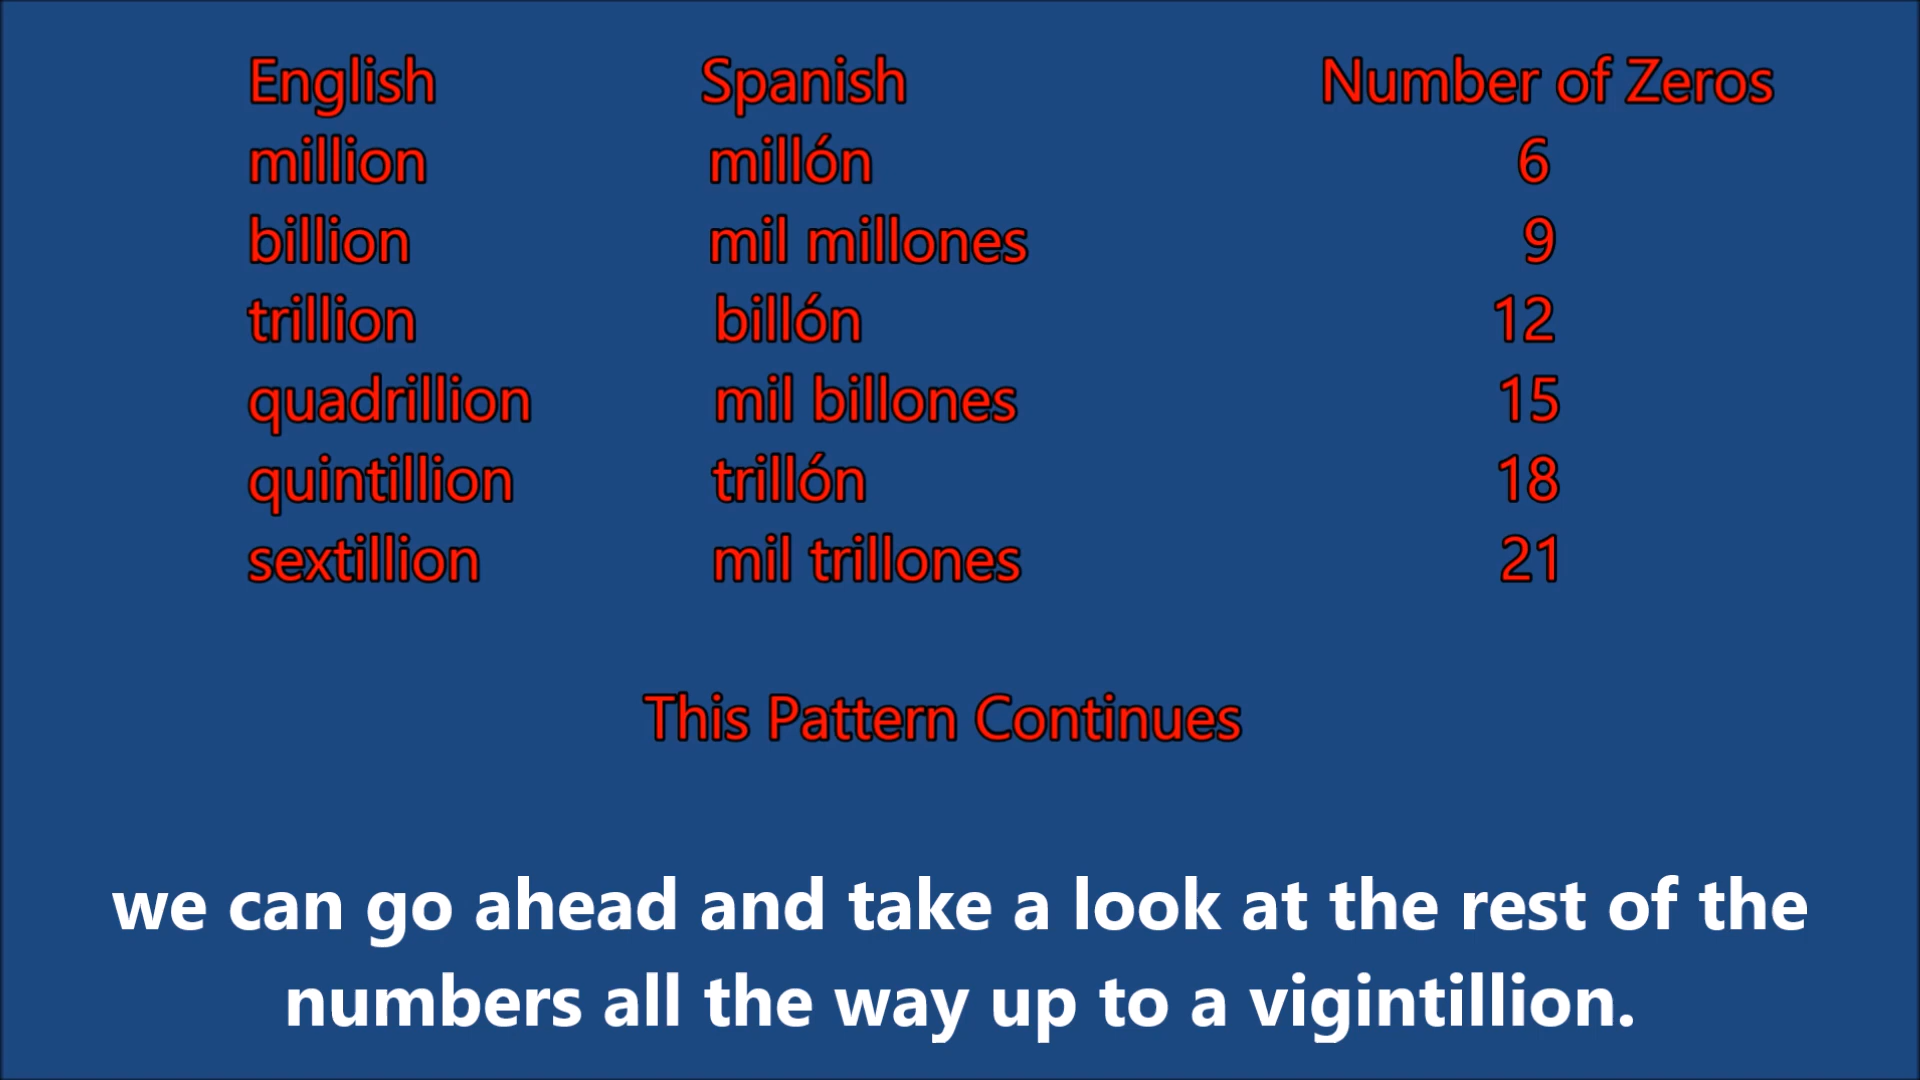 English Spanish Number of Zeros
million millón 6
billion mil millones 9
trillion billón 12
quadrillion mil billones 15
quintillion trillón 18
sextillion mil trillones 21
This Pattern Continues
we can go ahead and take a look at the rest of the
numbers all the way up to a vigintillion.